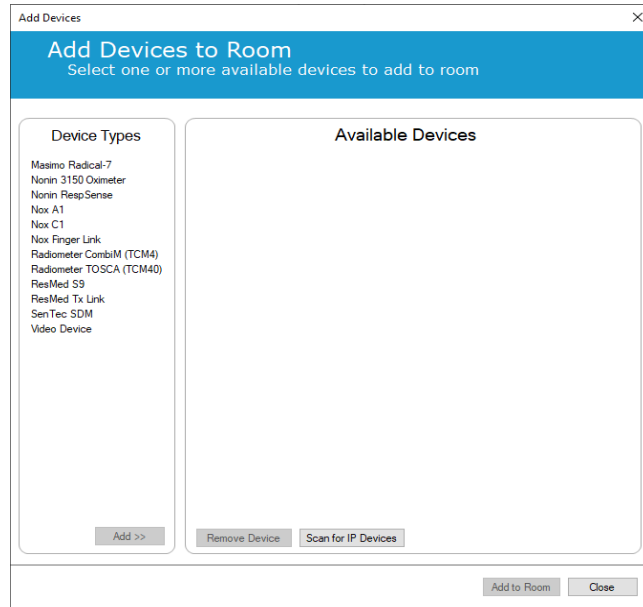 Add Devices
Add Devices to Room
Select one or more available devices to add to room
Device Types
Masimo Radical-7
Nonin 3150 Oximeter
Nonin RespSense
Nox A1
Nox C1
Nox Finger Link
Radiometer CombiM (TCM4)
Radiometer TOSCA (TCM40)
ResMed S9
ResMed Tx Link
SenTec SDM
Video Device
Add >>
Available Devices
Remove Device
Scan for IP Devices
Add to Room
Close